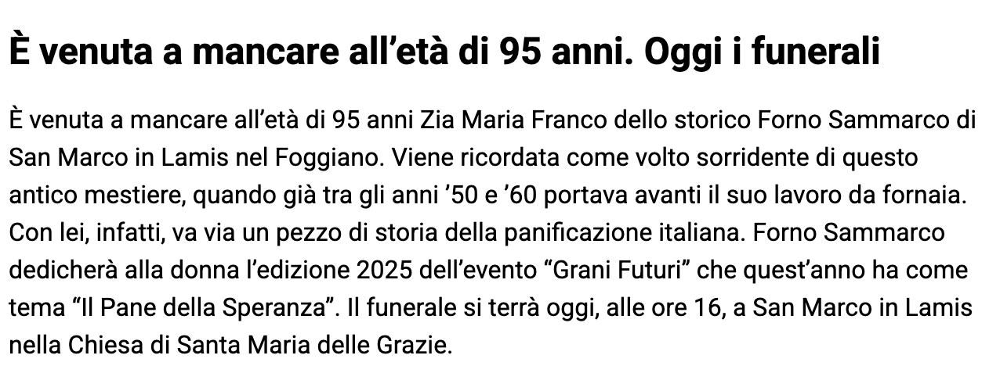 È venuta a mancare all’età di 95 anni. Oggi i funerali
È venuta a mancare all’età di 95 anni Zia Maria Franco dello storico Forno Sammarco di
San Marco in Lamis nel Foggiano. Viene ricordata come volto sorridente di questo
antico mestiere, quando già tra gli anni ’50 e ’60 portava avanti il suo lavoro da fornaia.
Con lei, infatti, va via un pezzo di storia della panificazione italiana. Forno Sammarco
dedicherà alla donna l’edizione 2025 dell’evento “Grani Futuri” che quest’anno ha come
tema “Il Pane della Speranza”. Il funerale si terrà oggi, alle ore 16, a San Marco in Lamis
nella Chiesa di Santa Maria delle Grazie.